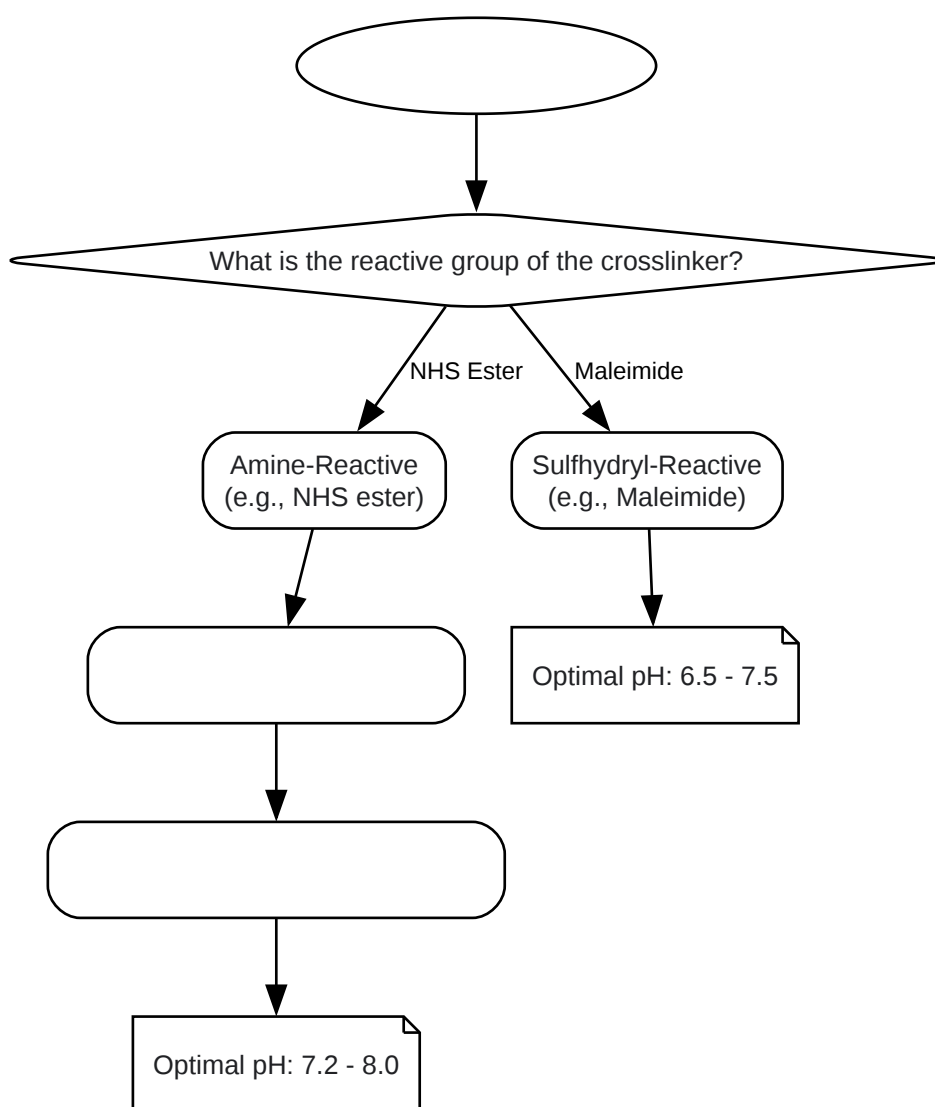 What is the reactive group of the crosslinker?
NHS Ester
Maleimide
Amine-Reactive
(e.g., NHS ester)
Sulfhydryl-Reactive
(e.g., Maleimide)
Optimal pH: 6.5 - 7.5
Optimal pH: 7.2 - 8.0